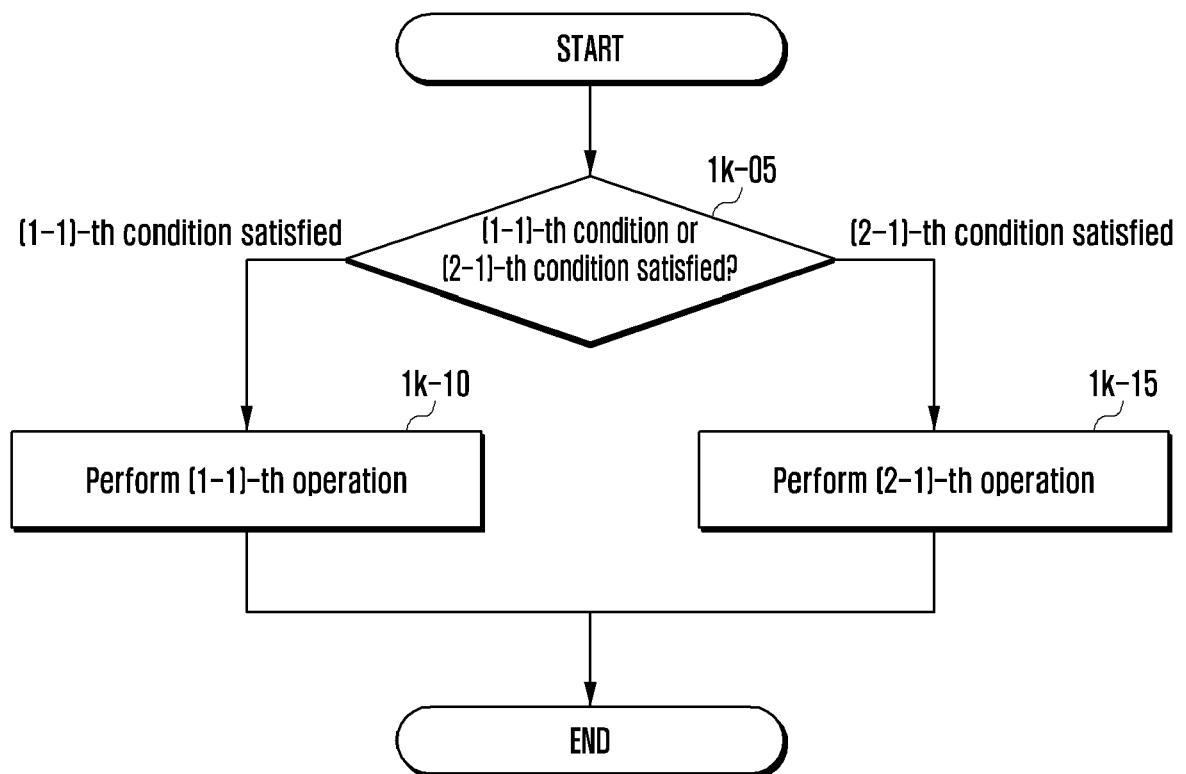 START
1k-05
(1-1)-th condition satisfied
(1-1)-th condition or
(2-1)-th condition satisfied?
(2-1)-th condition satisfied
1k-10
1k-15
Perform (1-1)-th operation
Perform (2-1)-th operation
END